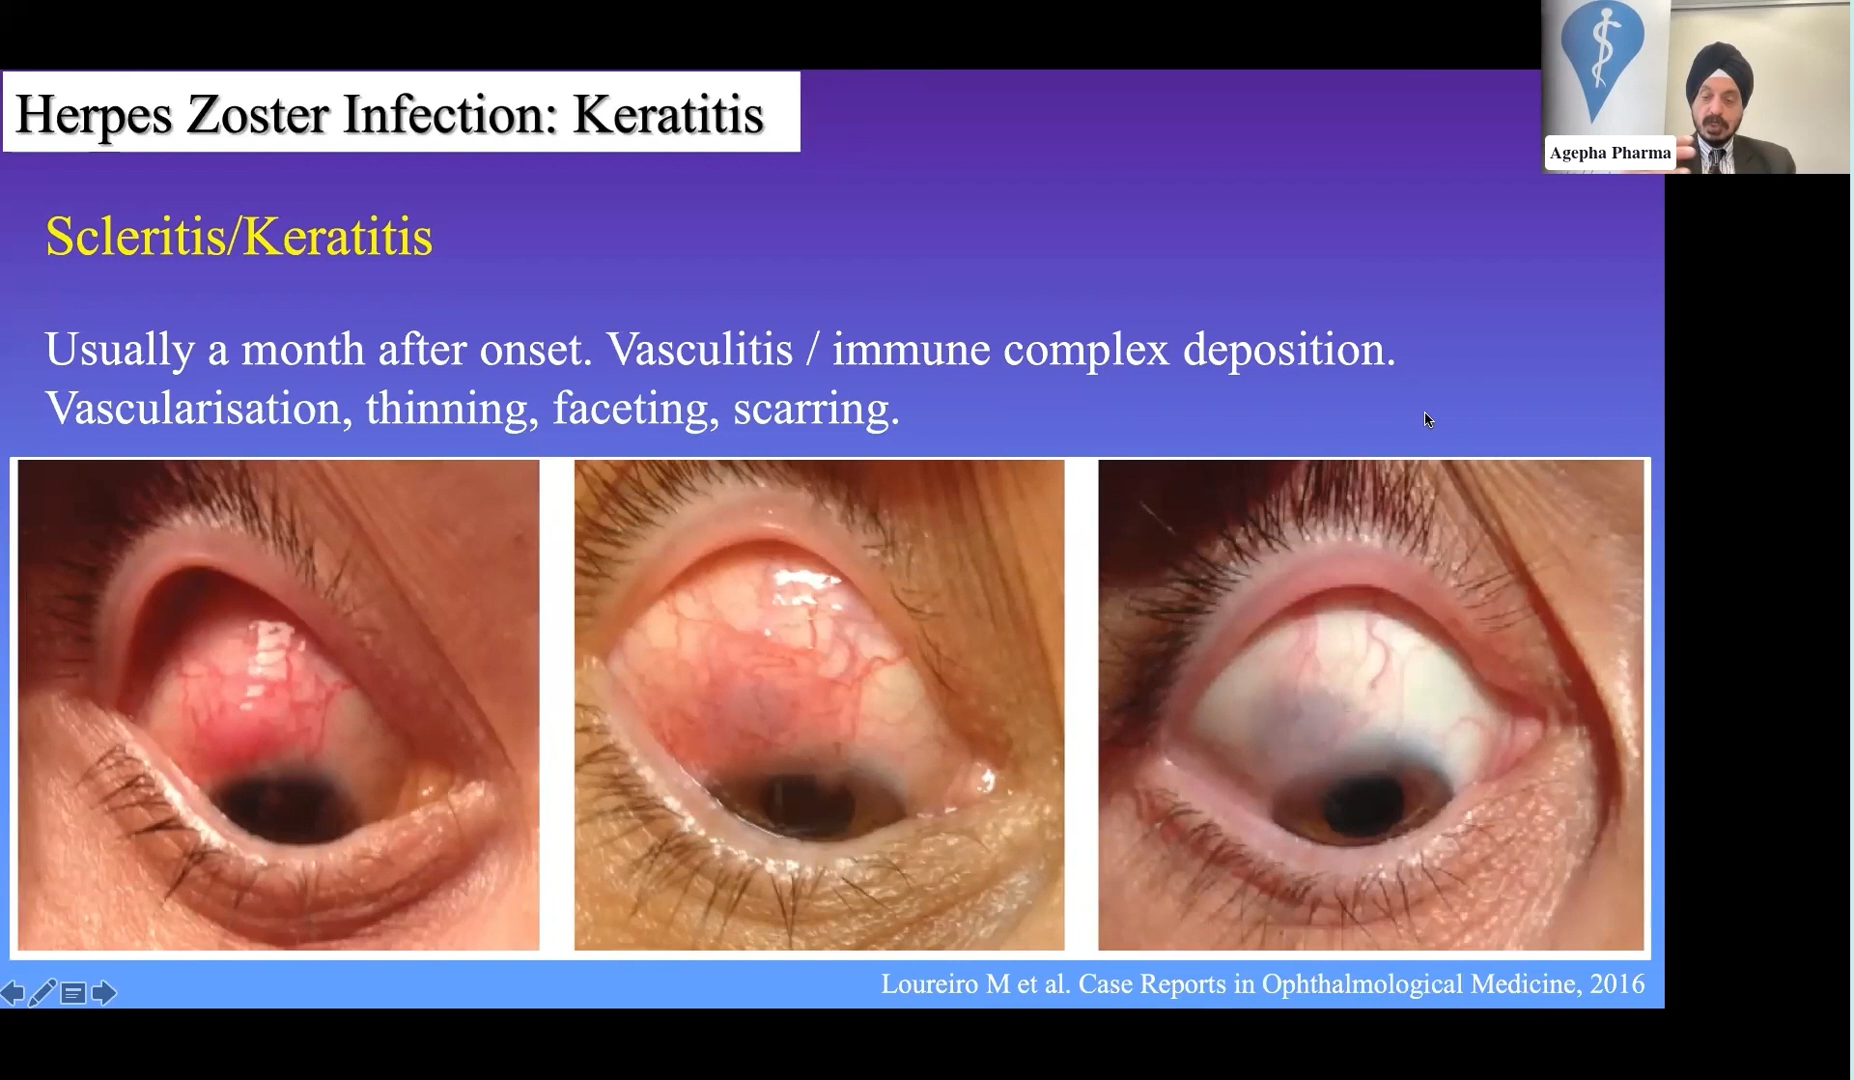 Herpes Zoster Infection: Keratitis
Agepha Pharma
Scleritis/Keratitis
Usually a month after onset. Vasculitis / immune complex deposition.
Vascularisation, thinning, faceting, scarring.
Loureiro M et al. Case Reports in Ophthalmological Medicine, 2016